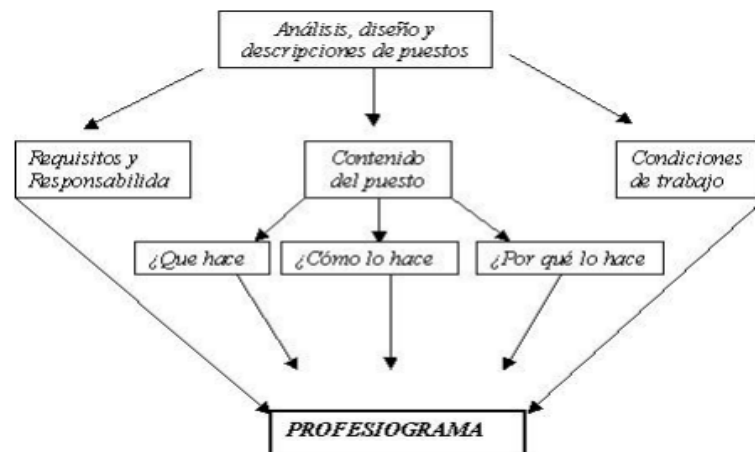 Análisis, diseño y
descripciones de puestos
Requisitos y
Responsabilida
Contenido
del puesto
Condiciones
de trabajo
¿Que hace
¿Cómo lo hace
¿Por qué lo hace
PROFESIOGRAMA